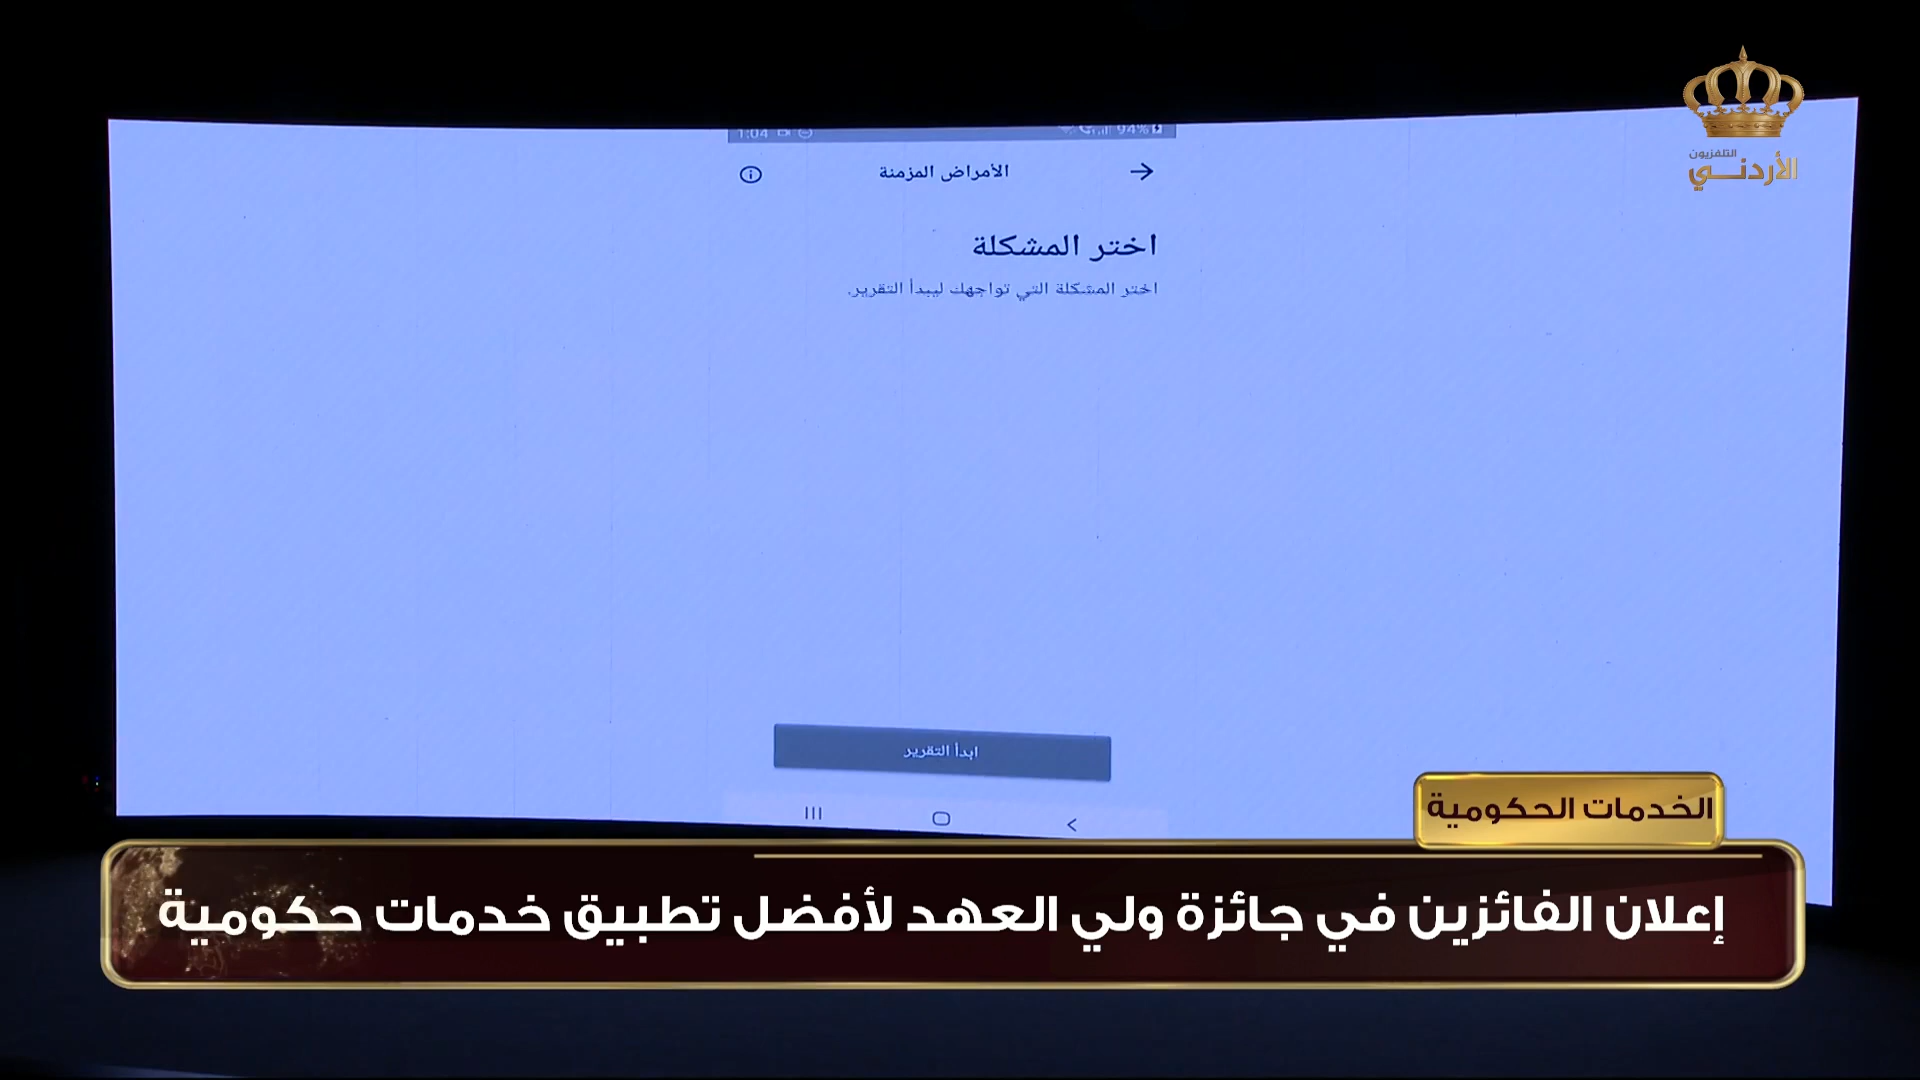 التلفزيون
الأردني
1:04
94%
الأمراض المزمنة
اختر المشكلة
اختر المشكلة التي تواجهك ليبدأ التقرير.
ابدأ التقرير
الخدمات الحكومية
إعلان الفائزين في جائزة ولي العهد لأفضل تطبيق خدمات حكومية